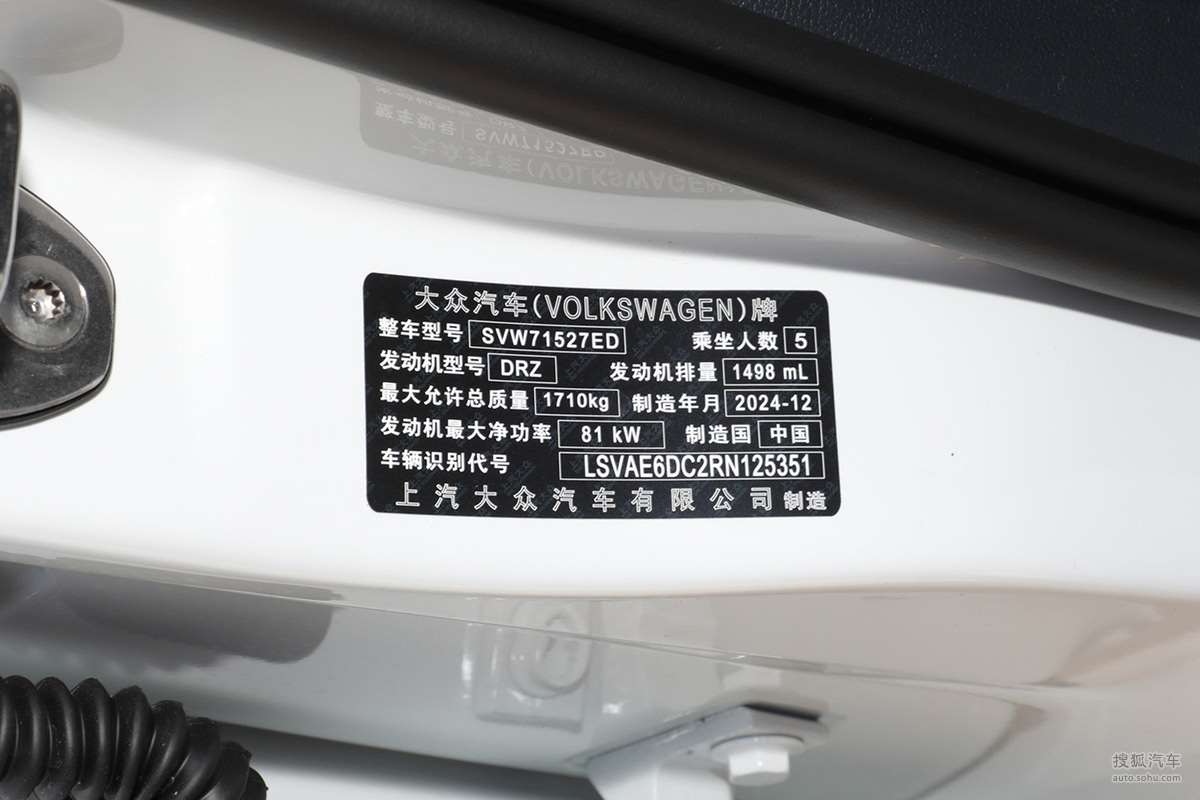 大众汽车(VOLKSWAGEN)牌
整车型号 SVW71527ED 乘坐人数 5
发动机型号 DRZ 发动机排量 1498 mL
最大允许总质量 1710kg 制造年月 2024-12
发动机最大净功率 81 kW 制造国 中国
车辆识别代号 LSVAE6DC2RN125351
上汽大众汽车有限公司 制造
搜狐汽车
auto.sohu.com